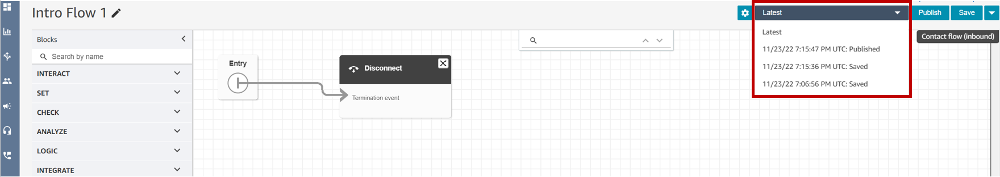 Intro Flow 1
Latest
Publish
Save
Latest
11/23/22 7:15:47 PM UTC: Published
11/23/22 7:15:36 PM UTC: Saved
11/23/22 7:06:56 PM UTC: Saved
Contact flow (inbound)
Blocks
Search by name
INTERACT
SET
CHECK
ANALYZE
LOGIC
INTEGRATE
Entry
Disconnect
Termination event